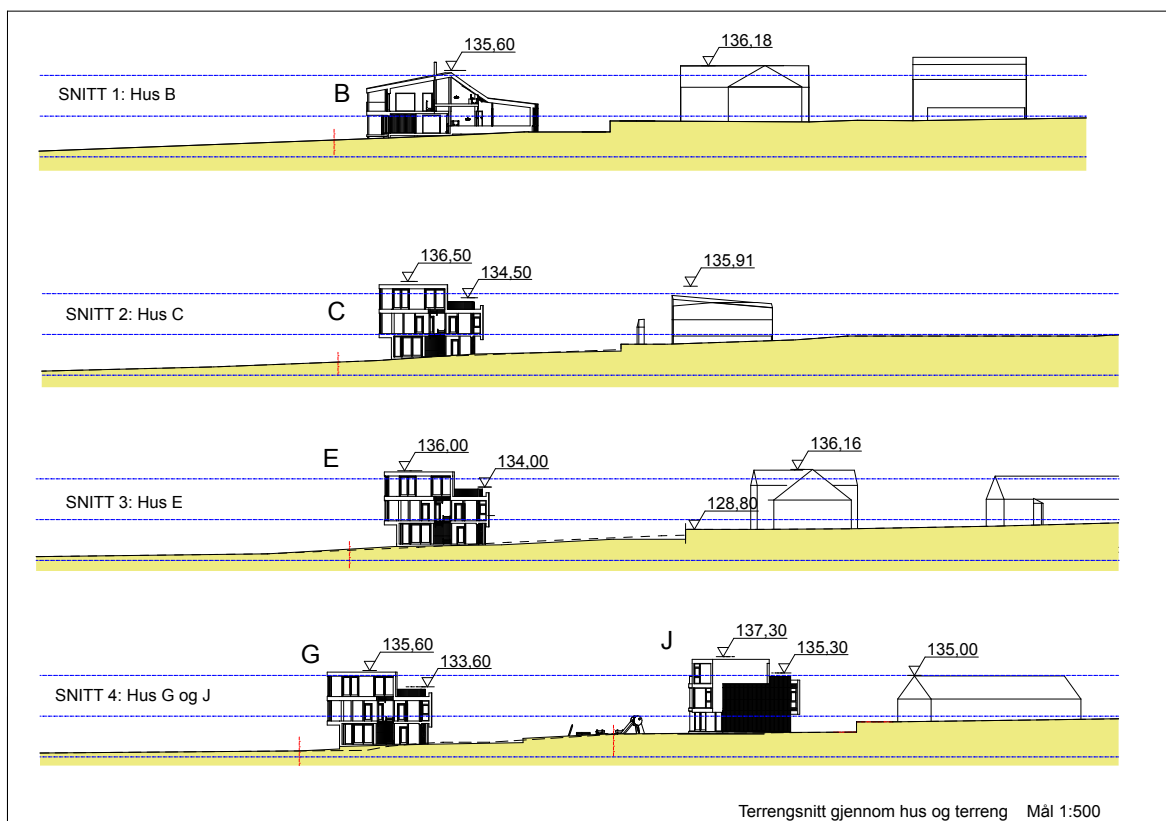 135,60
136,18
SNITT 1: Hus B
B
136,50
134,50
135,91
SNITT 2: Hus C
C
136,00
134,00
136,16
128,80
E
SNITT 3: Hus E
135,60
133,60
137,30
135,30
135,00
G
J
SNITT 4: Hus G og J
Terrengsnitt gjennom hus og terreng Mål 1:500